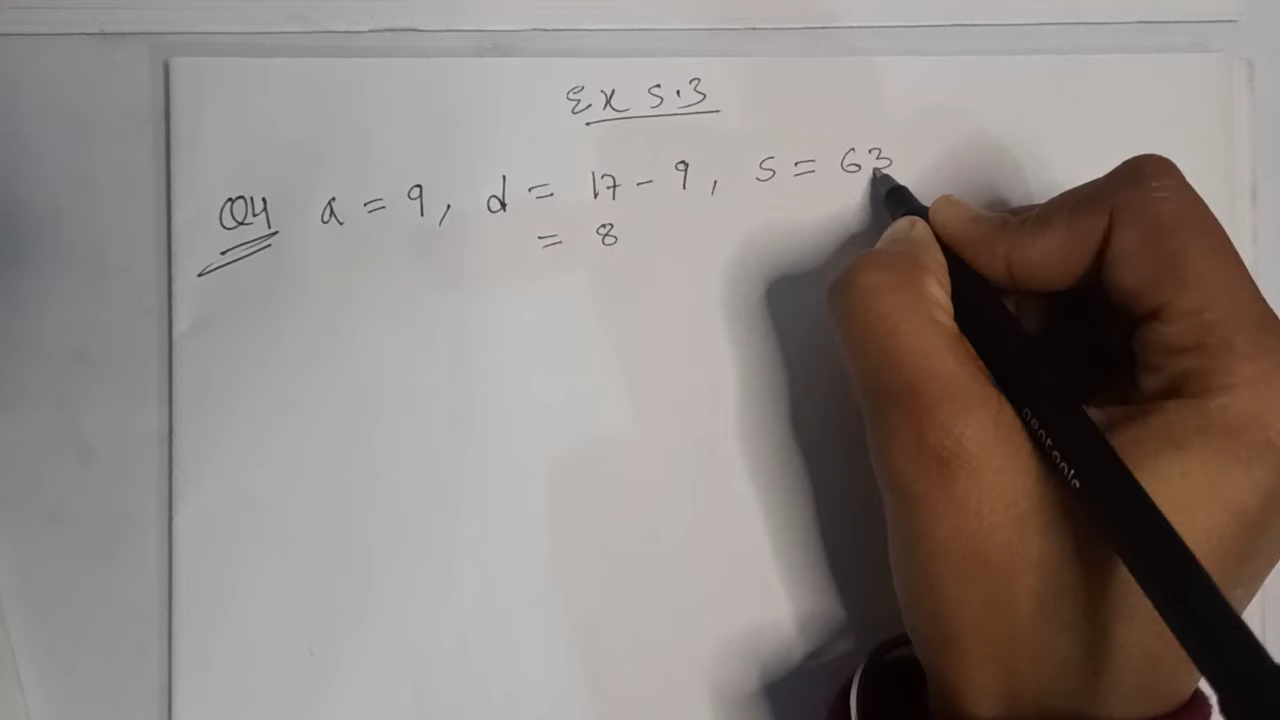 Ex 5.3
Q4 a = 9, d = 17 - 9, S = 63
= 8